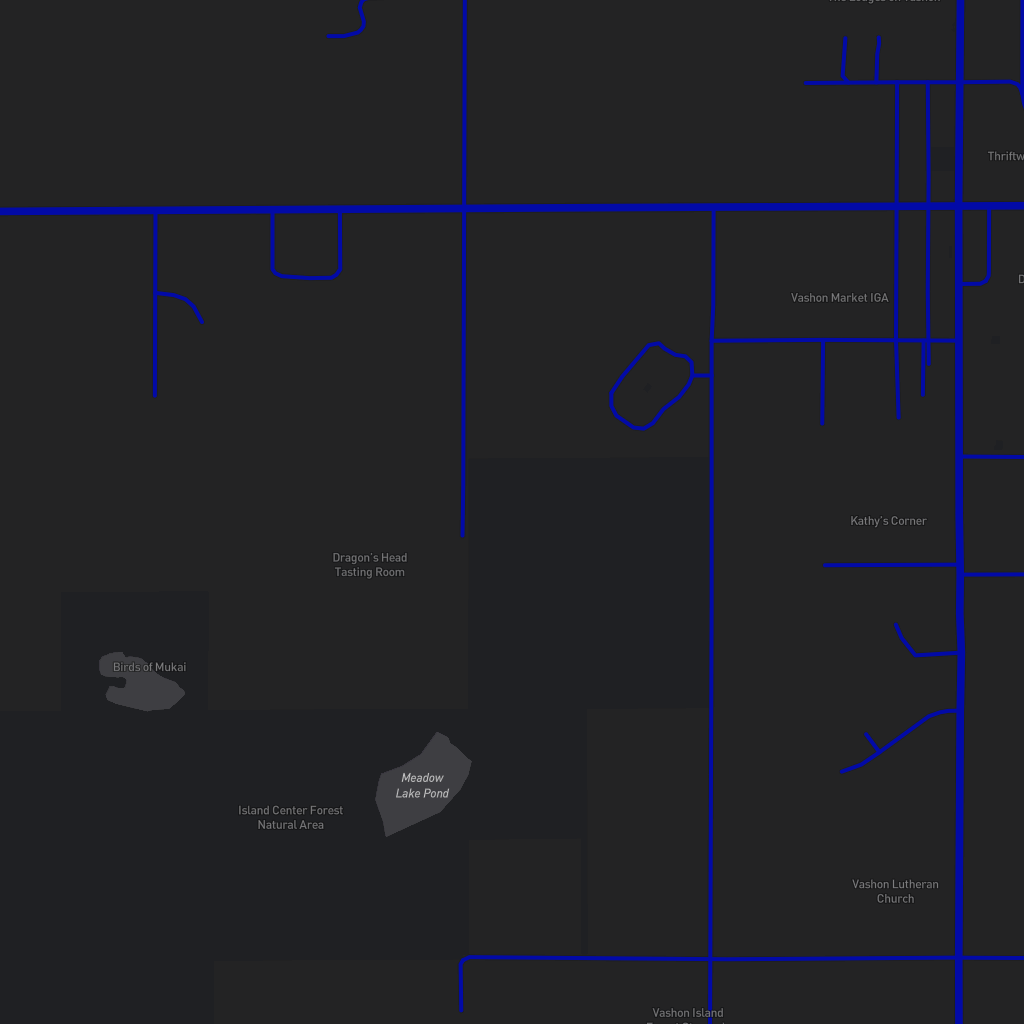 Vashon Market IGA
Kathy's Corner
Dragon's Head
Tasting Room
Birds of Mukai
Meadow
Lake Pond
Island Center Forest
Natural Area
Vashon Lutheran
Church
Vashon Island